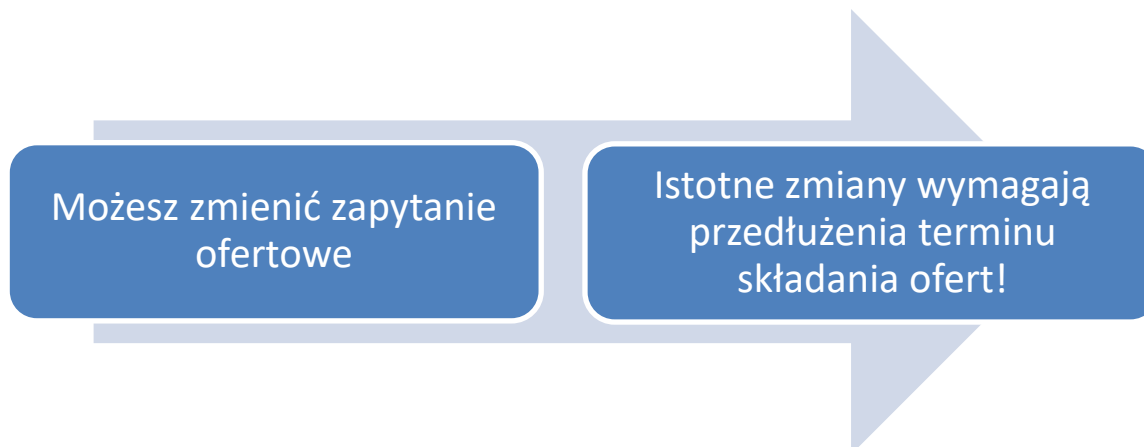 Możesz zmienić zapytanie
ofertowe
Istotne zmiany wymagają
przedłużenia terminu
składania ofert!